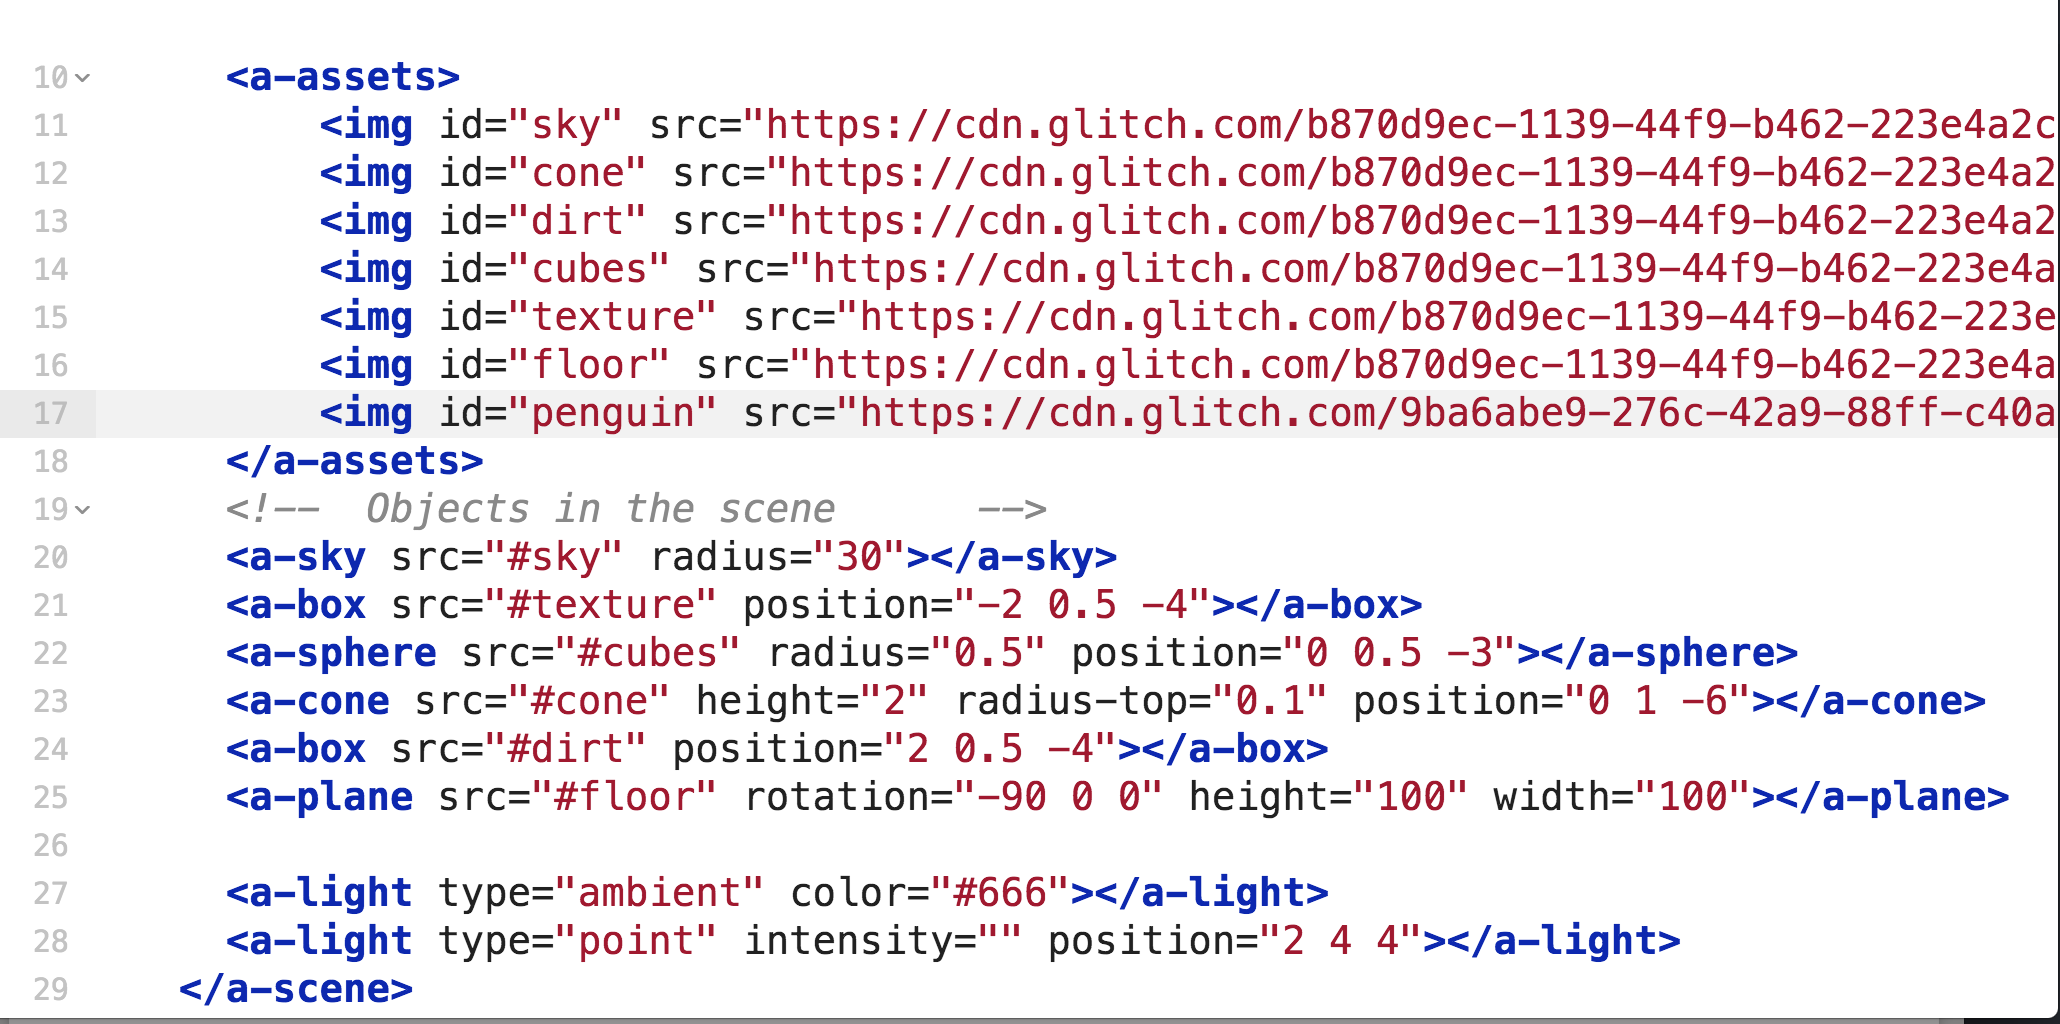 10 <a-assets>
11 <img id="sky" src="https://cdn.glitch.com/b870d9ec-1139-44f9-b462-223e4a2c
12 <img id="cone" src="https://cdn.glitch.com/b870d9ec-1139-44f9-b462-223e4a2
13 <img id="dirt" src="https://cdn.glitch.com/b870d9ec-1139-44f9-b462-223e4a2
14 <img id="cubes" src="https://cdn.glitch.com/b870d9ec-1139-44f9-b462-223e4a
15 <img id="texture" src="https://cdn.glitch.com/b870d9ec-1139-44f9-b462-223e
16 <img id="floor" src="https://cdn.glitch.com/b870d9ec-1139-44f9-b462-223e4a
17 <img id="penguin" src="https://cdn.glitch.com/9ba6abe9-276c-42a9-88ff-c40a
18 </a-assets>
19 <!--  Objects in the scene      -->
20 <a-sky src="#sky" radius="30"></a-sky>
21 <a-box src="#texture" position="-2 0.5 -4"></a-box>
22 <a-sphere src="#cubes" radius="0.5" position="0 0.5 -3"></a-sphere>
23 <a-cone src="#cone" height="2" radius-top="0.1" position="0 1 -6"></a-cone>
24 <a-box src="#dirt" position="2 0.5 -4"></a-box>
25 <a-plane src="#floor" rotation="-90 0 0" height="100" width="100"></a-plane>
26
27 <a-light type="ambient" color="#666"></a-light>
28 <a-light type="point" intensity="" position="2 4 4"></a-light>
29 </a-scene>